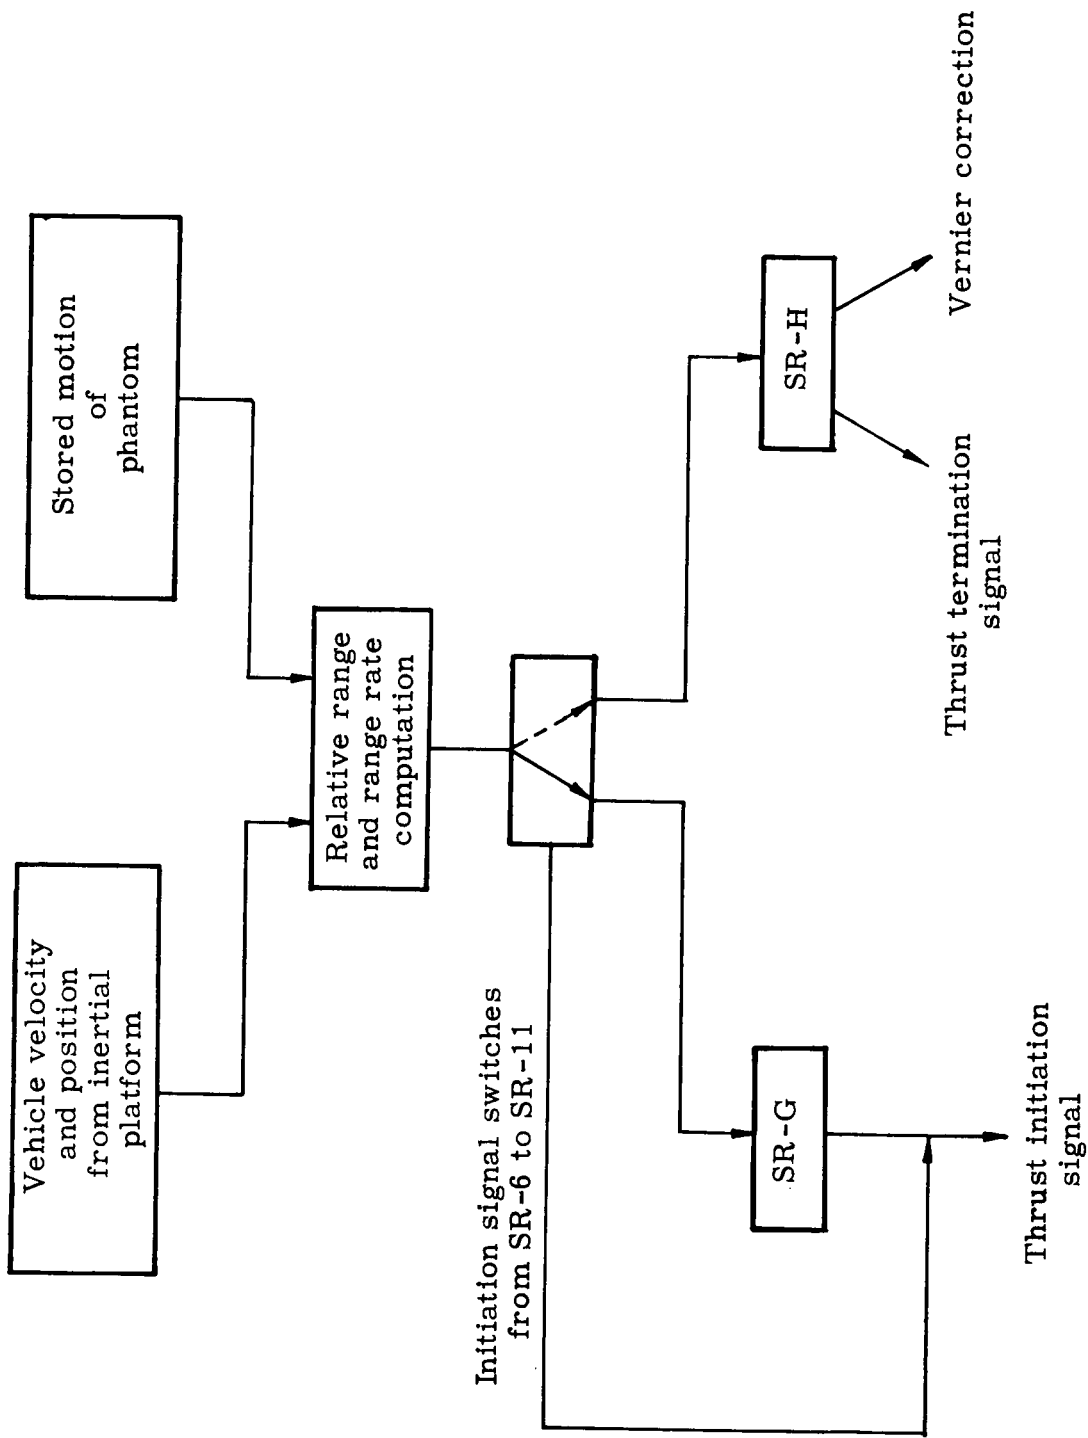 Vehicle velocity
and position
from inertial
platform
Stored motion
of
phantom
Relative range
and range rate
computation
Initiation signal switches
from SR-6 to SR-11
SR-G
SR-H
Thrust initiation
signal
Thrust termination
signal
Vernier correction